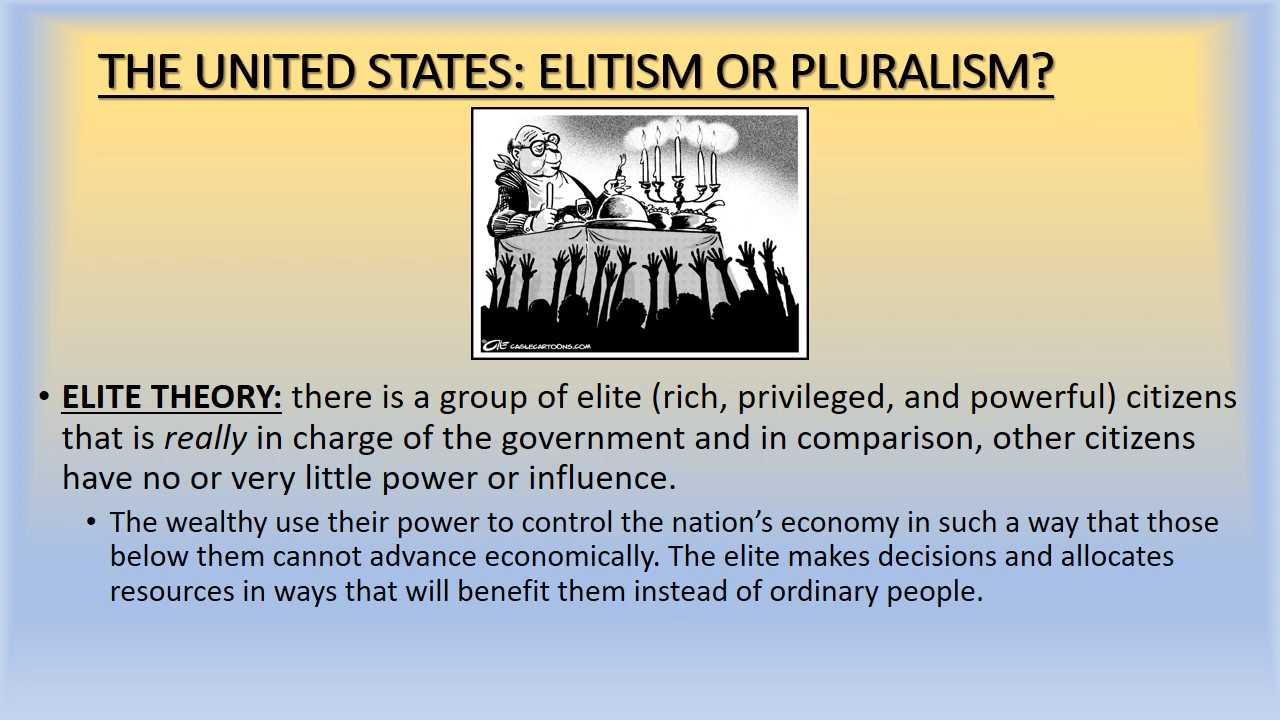 THE UNITED STATES: ELITISM OR PLURALISM?
CAGLECARTOONS.COM
• ELITE THEORY: there is a group of elite (rich, privileged, and powerful) citizens
that is really in charge of the government and in comparison, other citizens
have no or very little power or influence.
• The wealthy use their power to control the nation’s economy in such a way that those
below them cannot advance economically. The elite makes decisions and allocates
resources in ways that will benefit them instead of ordinary people.